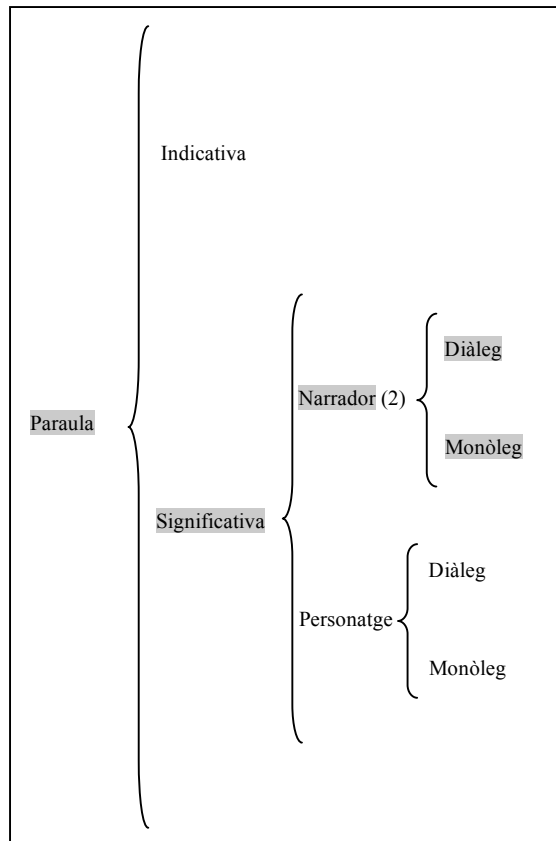 Indicativa
Diàleg
Narrador (2)
Paraula
Monòleg
Significativa
Diàleg
Personatge
Monòleg